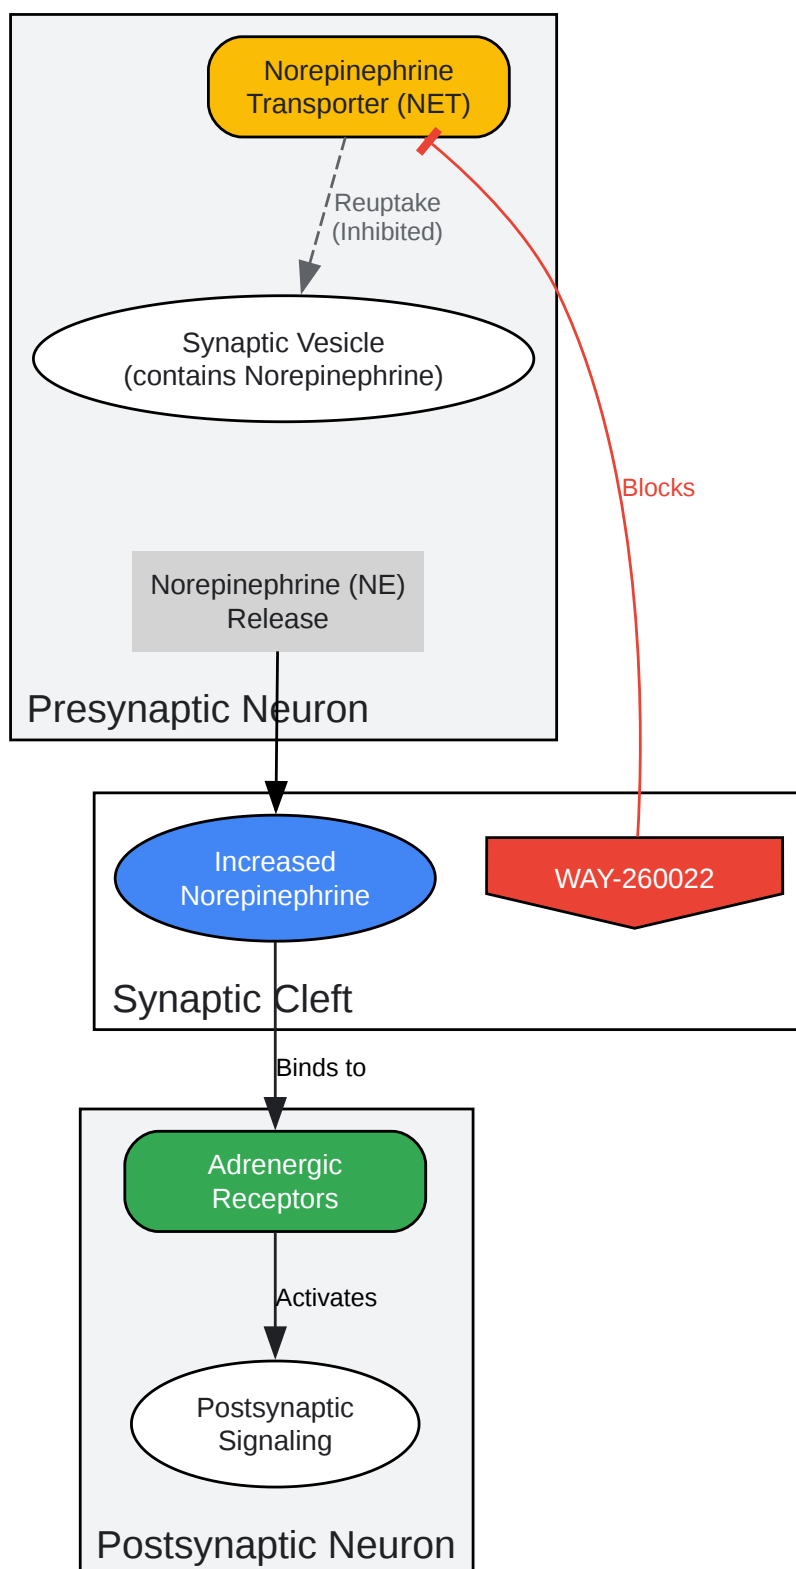 Norepinephrine
Transporter (NET)
Reuptake
(Inhibited)
Synaptic Vesicle
(contains Norepinephrine)
Blocks
Norepinephrine (NE)
Release
Presynaptic Neuron
Increased
Norepinephrine
WAY-260022
Synaptic Cleft
Binds to
Adrenergic
Receptors
Activates
Postsynaptic
Signaling
Postsynaptic Neuron